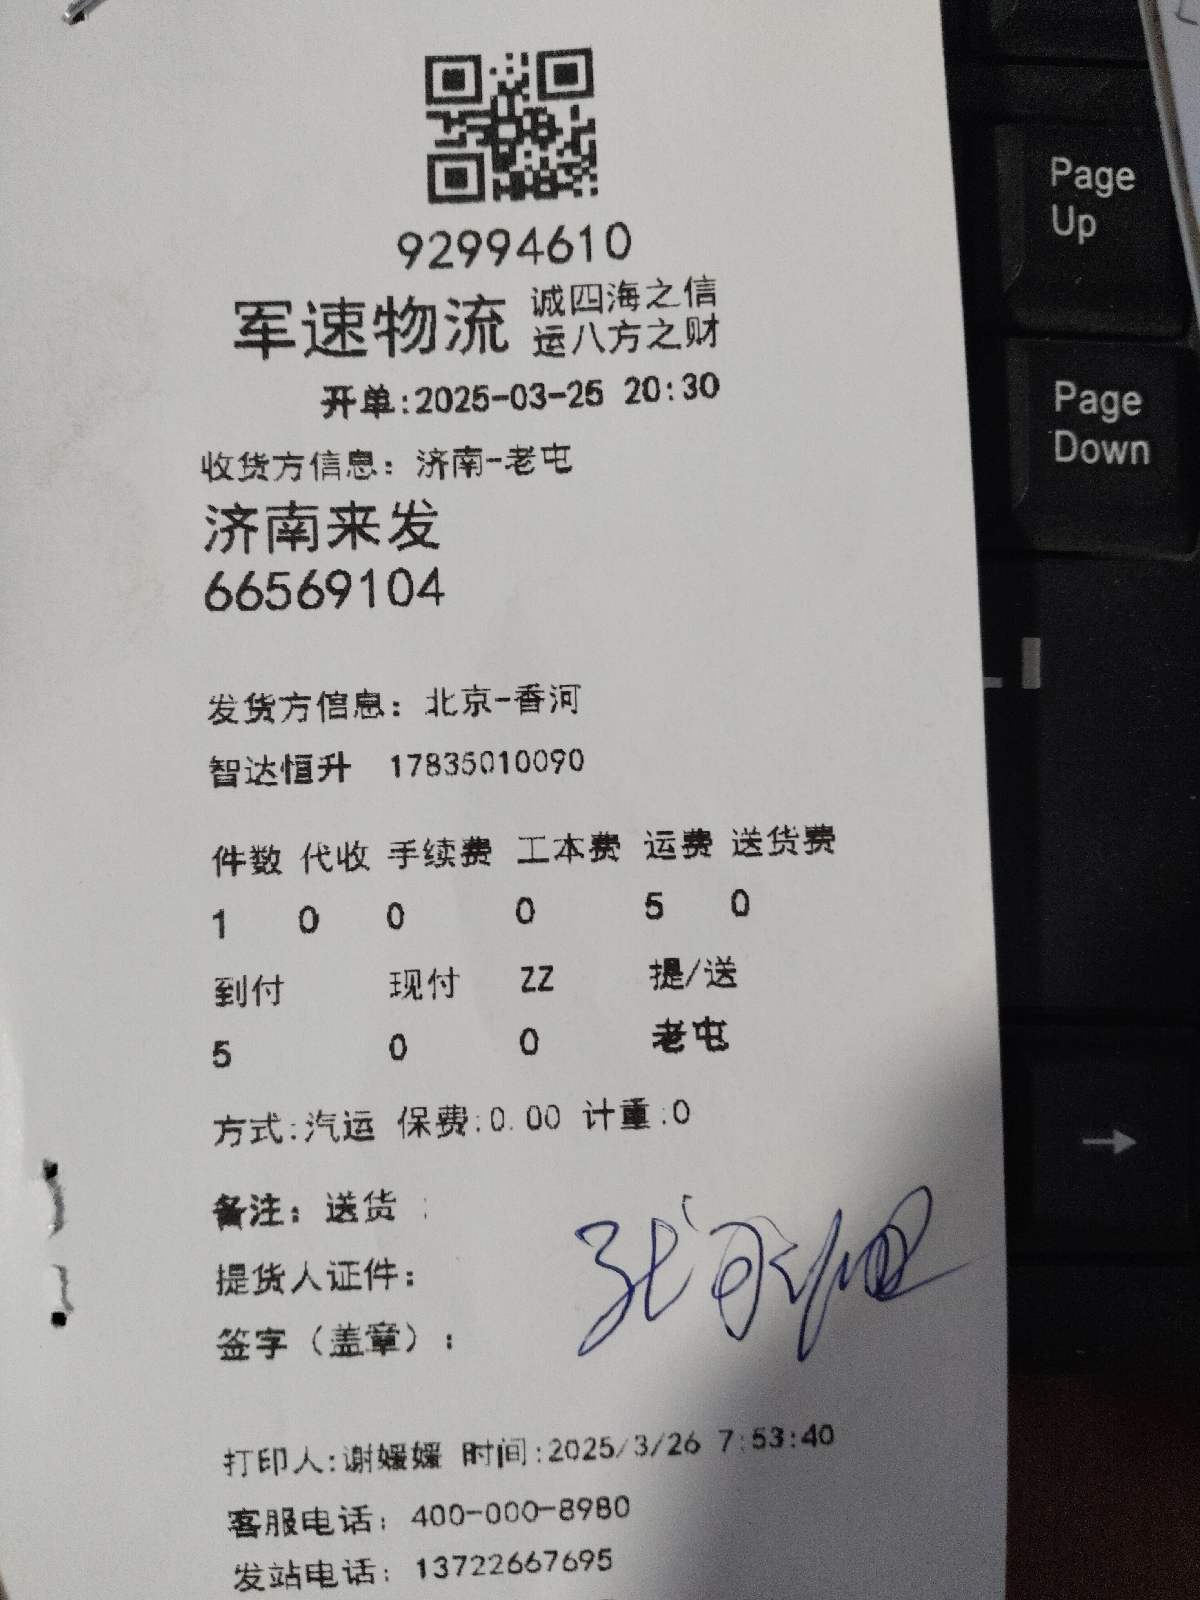 92994610
军速物流 诚四海之信
运八方之财
开单:2025-03-25 20:30
收货方信息: 济南-老屯
济南来发
66569104
发货方信息: 北京-香河
智达恒升 17835010090
件数 代收 手续费 工本费 运费 送货费
1 0 0 0 5 0
到付 现付 ZZ 提/送
5 0 0 老屯
方式:汽运 保费:0.00 计重:0
备注: 送货 :
提货人证件:
签字（盖章）:
打印人:谢媛媛 时间:2025/3/26 7:53:40
客服电话: 400-000-8980
发站电话: 13722667695
Page
Up
Page
Down
→